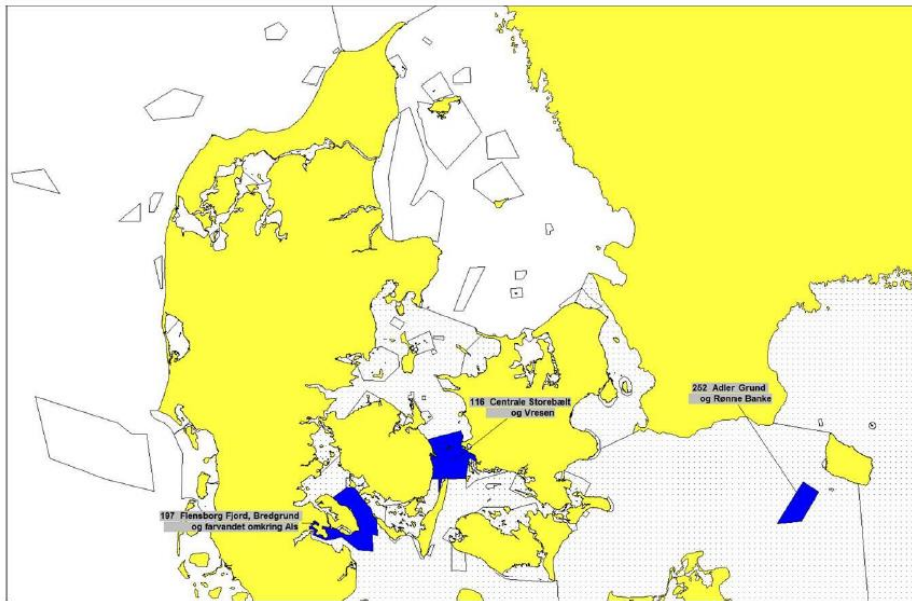 252 Adler Grund
og Rønne Banke
116 Centrale Storebælt
og Vresen
197 Flensborg Fjord, Bredgrund
og farvandet omkring Als